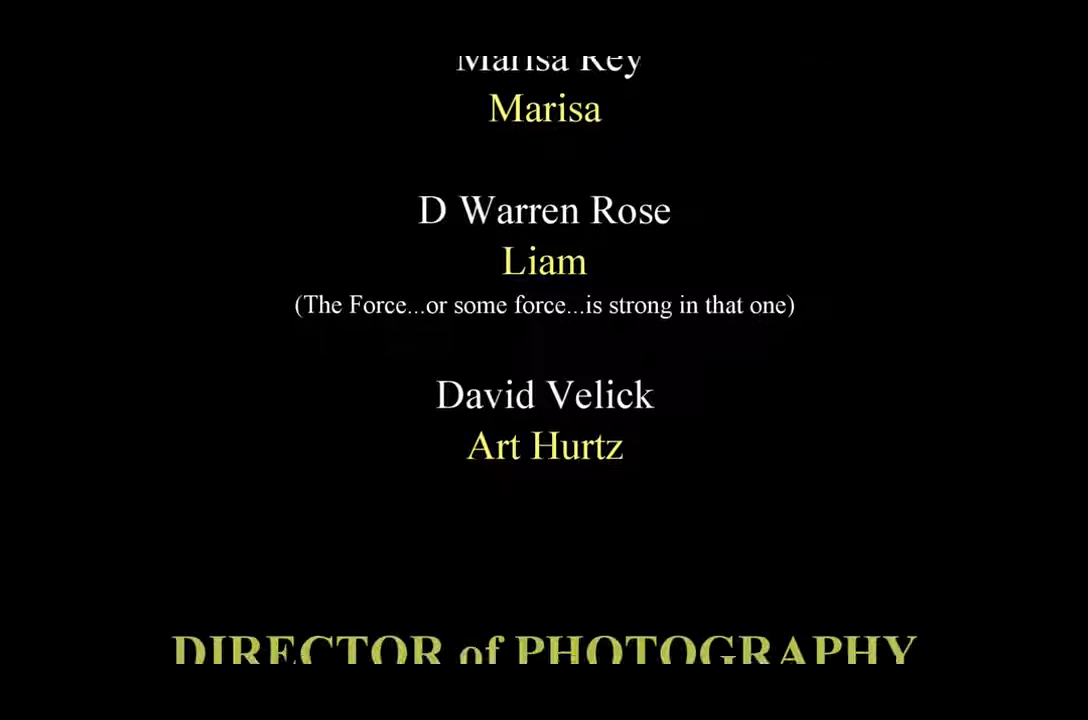 Marisa Rey
Marisa
D Warren Rose
Liam
(The Force...or some force...is strong in that one)
David Velick
Art Hurtz
DIRECTOR of PHOTOGRAPHY